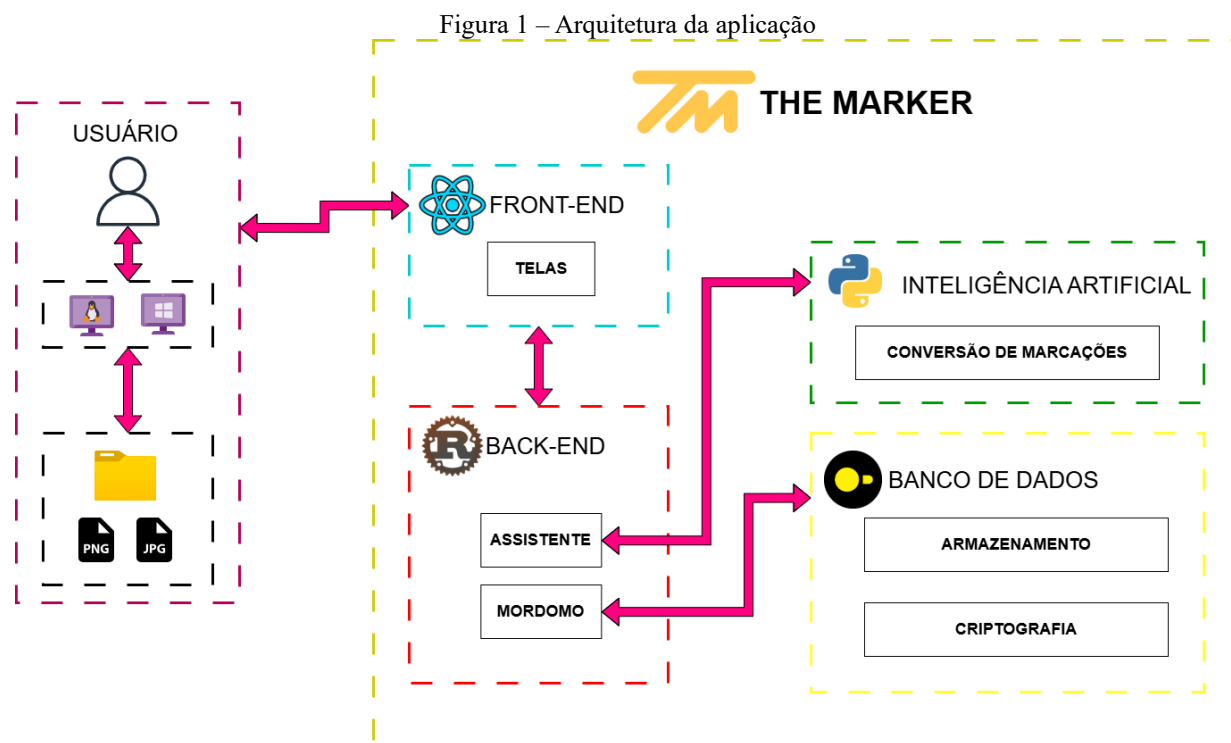 Figura 1 – Arquitetura da aplicação
TM THE MARKER
USUÁRIO
FRONT-END
TELAS
INTELIGÊNCIA ARTIFICIAL
CONVERSÃO DE MARCAÇÕES
R BACK-END
BANCO DE DADOS
PNG JPG
ASSISTENTE
ARMAZENAMENTO
MORDOMO
CRIPTOGRAFIA